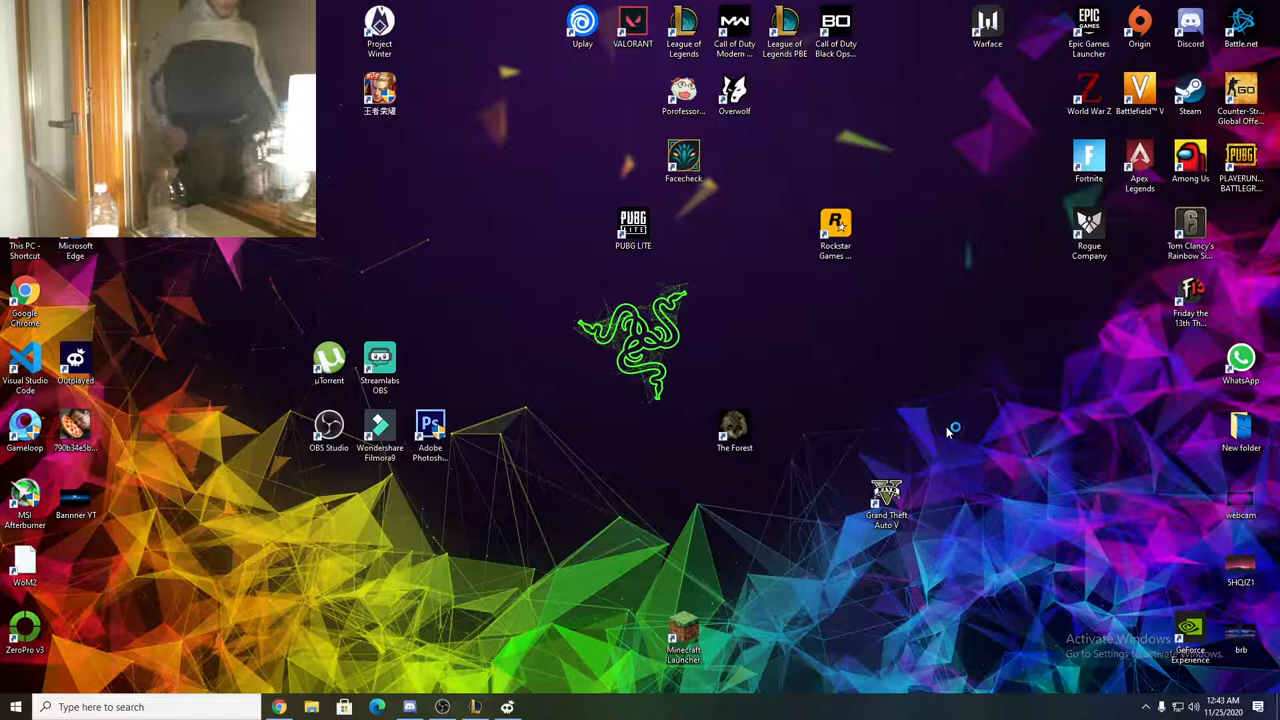 Project
Winter
Uplay
VALORANT
League of
Legends
Call of Duty
Modern ...
League of
Legends PBE
Call of Duty
Black Ops...
Warface
Epic Games
Launcher
Origin
Discord
Battle.net
王者荣耀
Porofessor...
Overwolf
World War Z
Battlefield™ V
Steam
Counter-Str...
Global Offe...
Facecheck
Fortnite
Apex
Legends
Among Us
PLAYERUN...
BATTLEGR...
PUBG LITE
Rockstar
Games ...
Rogue
Company
Tom Clancy's
Rainbow Si...
This PC -
Shortcut
Microsoft
Edge
Google
Chrome
Friday the
13th Th...
Visual Studio
Code
Outplayed
µTorrent
Streamlabs
OBS
WhatsApp
Gameloop
790b34e5b...
OBS Studio
Wondershare
Filmora9
Adobe
Photosh...
The Forest
New folder
MSI
Afterburner
Bannner YT
Grand Theft
Auto V
webcam
WoM2
5HQJZ1
ZeroPro v3
Minecraft
Launcher
GeForce
Experience
brb
Activate Windows
Go to Settings to activate Windows.
Type here to search
12:43 AM
11/25/2020